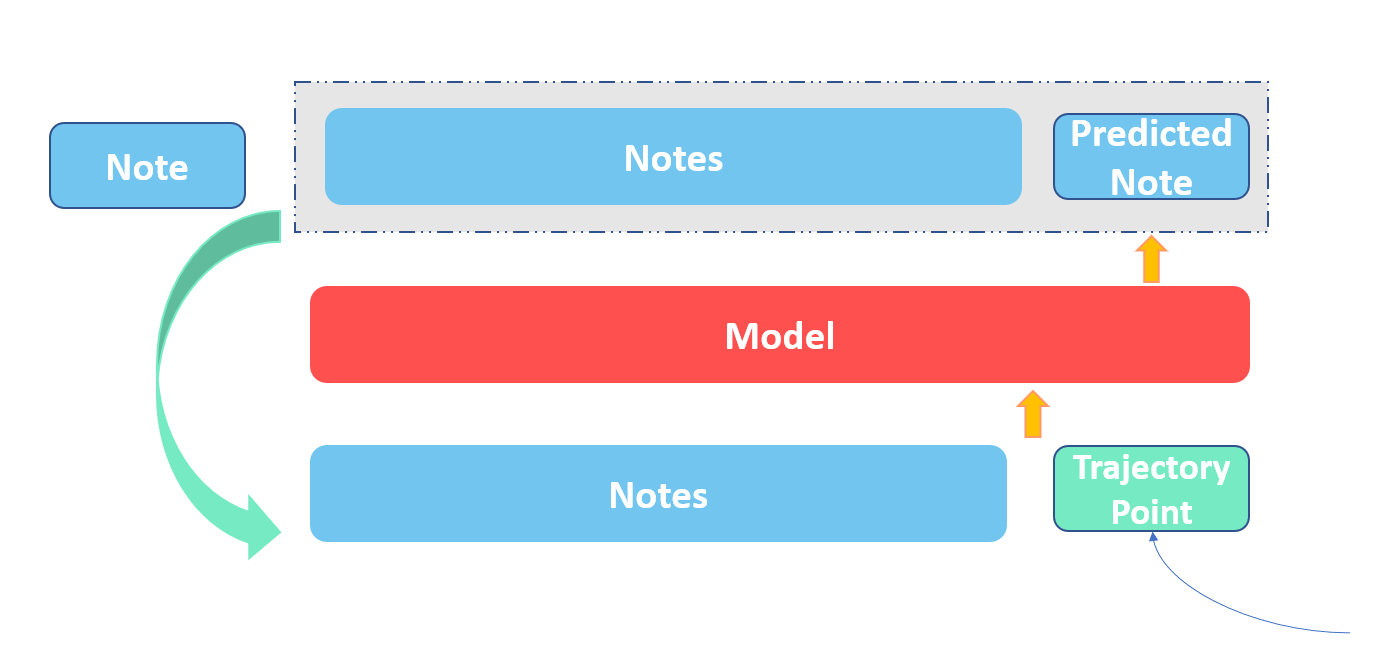 Note
Notes
Predicted
Note
Model
Notes
Trajectory
Point